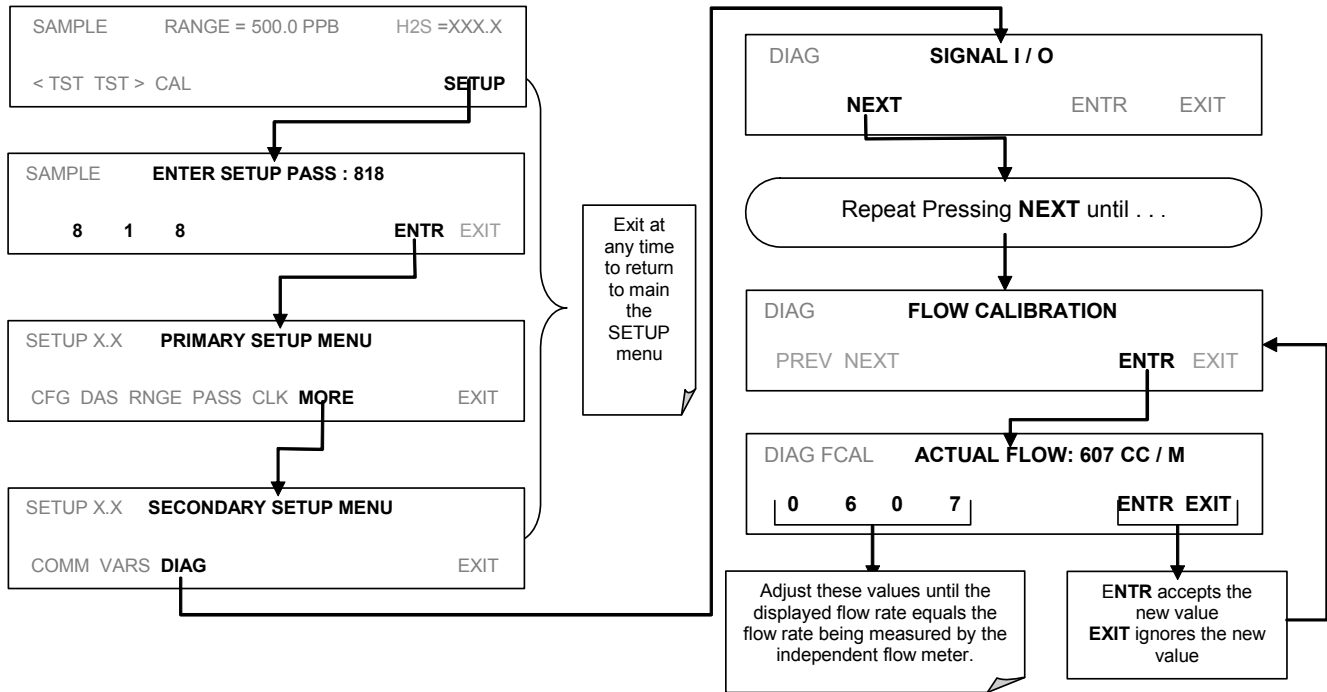 SAMPLE RANGE = 500.0 PPB H2S =XXX.X
< TST TST > CAL SETUP
SAMPLE ENTER SETUP PASS : 818
8 1 8 ENTR EXIT
SETUP X.X PRIMARY SETUP MENU
CFG DAS RNGE PASS CLK MORE EXIT
SETUP X.X SECONDARY SETUP MENU
COMM VARS DIAG EXIT
Exit at
any time
to return
to main
the
SETUP
menu
DIAG SIGNAL I / O
NEXT ENTR EXIT
Repeat Pressing NEXT until . . .
DIAG FLOW CALIBRATION
PREV NEXT ENTR EXIT
DIAG FCAL ACTUAL FLOW: 607 CC / M
0 6 0 7 ENTR EXIT
Adjust these values until the
displayed flow rate equals the
flow rate being measured by the
independent flow meter.
ENTR accepts the
new value
EXIT ignores the new
value